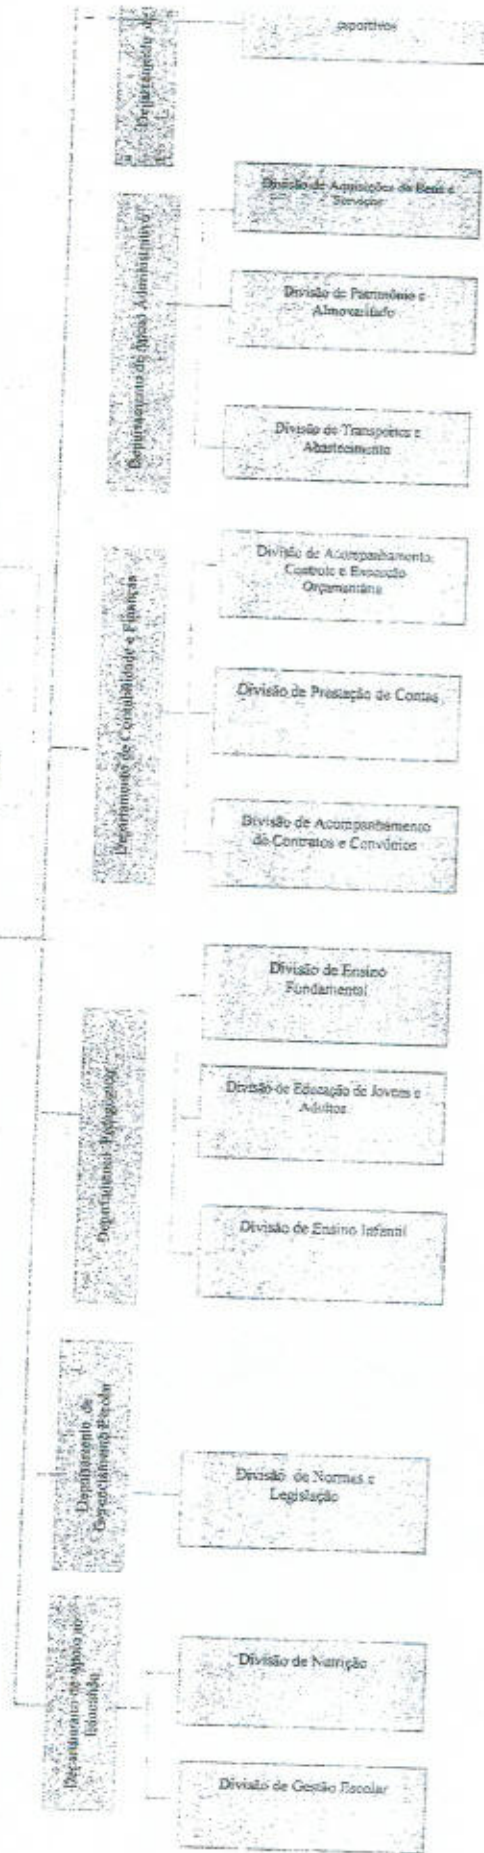 Departamento de
esportivos
Departamento de Apoio Administrativo
Divisão de Aquisições de Bens e
Serviços
Divisão de Patrimônio e
Almoxarifado
Divisão de Transportes e
Abastecimento
Departamento de Contabilidade e Finanças
Divisão de Acompanhamento,
Controle e Execução
Orçamentária
Divisão de Prestação de Contas
Divisão de Acompanhamento
de Contratos e Convênios
Departamento Pedagógico
Divisão de Ensino
Fundamental
Divisão de Educação de Jovens e
Adultos
Divisão de Ensino Infantil
Departamento de
Gerenciamento Escolar
Divisão de Normas e
Legislação
Departamento de Apoio ao
Educando
Divisão de Nutrição
Divisão de Gestão Escolar